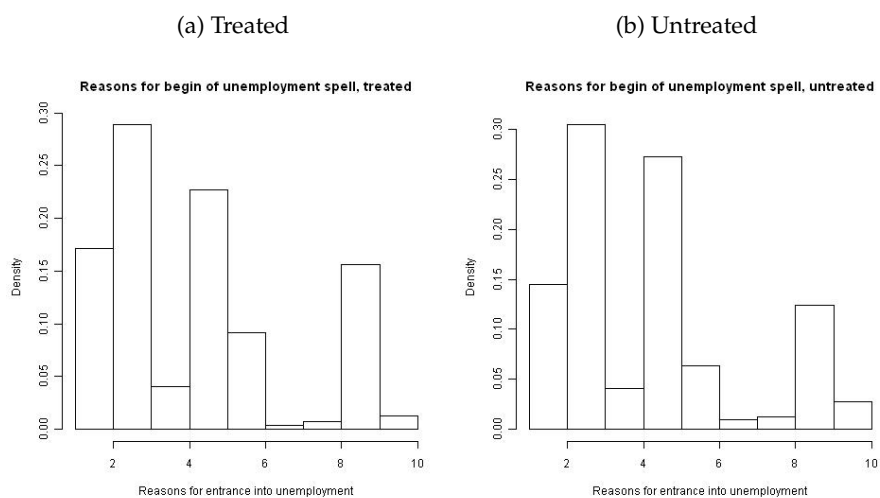 (a) Treated
(b) Untreated
Reasons for begin of unemployment spell, treated
Reasons for begin of unemployment spell, untreated
Density
0.30
0.25
0.20
0.15
0.10
0.05
0.00
2 4 6 8 10
Reasons for entrance into unemployment
Density
0.30
0.25
0.20
0.15
0.10
0.05
0.00
2 4 6 8 10
Reasons for entrance into unemployment